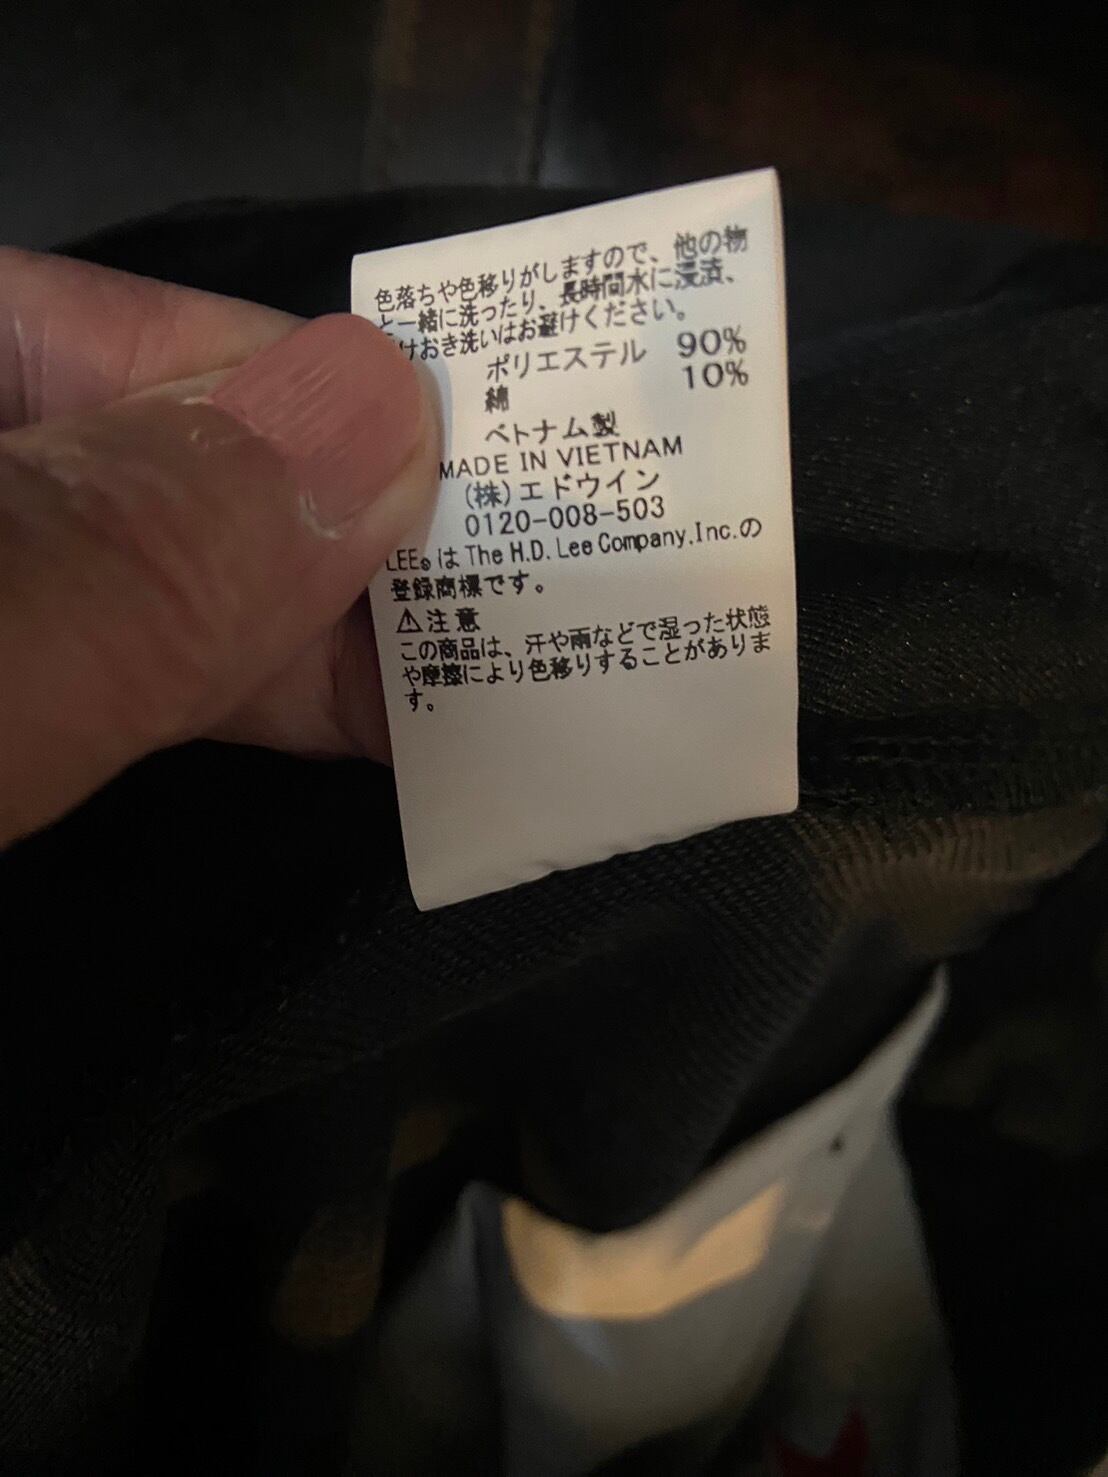 色落ちや色移りがしますので、他の物
と一緒に洗ったり、長時間水に浸漬、
けおき洗いはお避けください。
ポリエステル 90%
綿 10%
ベトナム製
MADE IN VIETNAM
(株)エドウイン
0120-008-503
LEE®は The H.D. Lee Company,Inc.の
登録商標です。
⚠注意
この商品は、汗や雨などで湿った状態
や摩擦により色移りすることがありま
す。